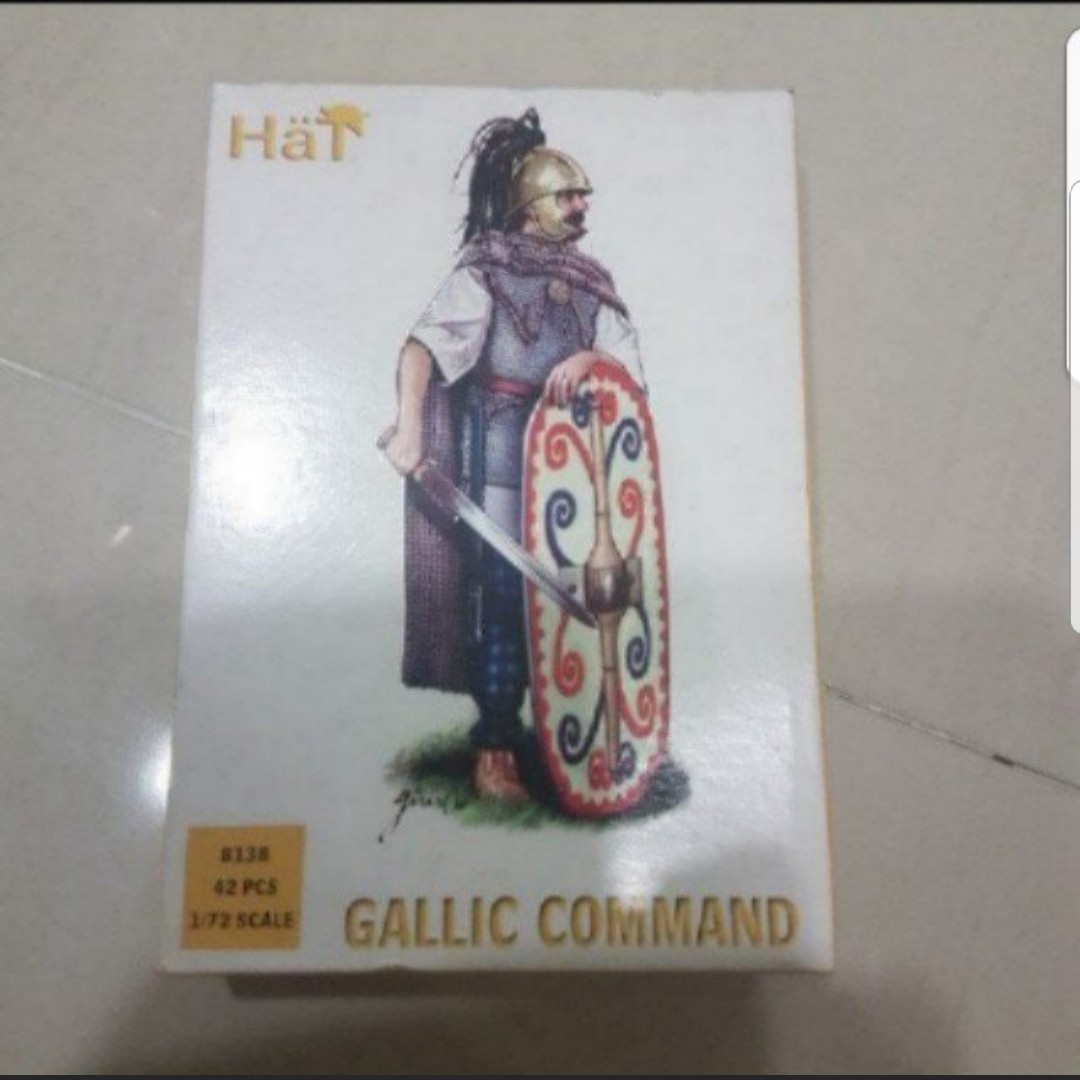 HäT
8138
42 PCS
1/72 SCALE
GALLIC COMMAND